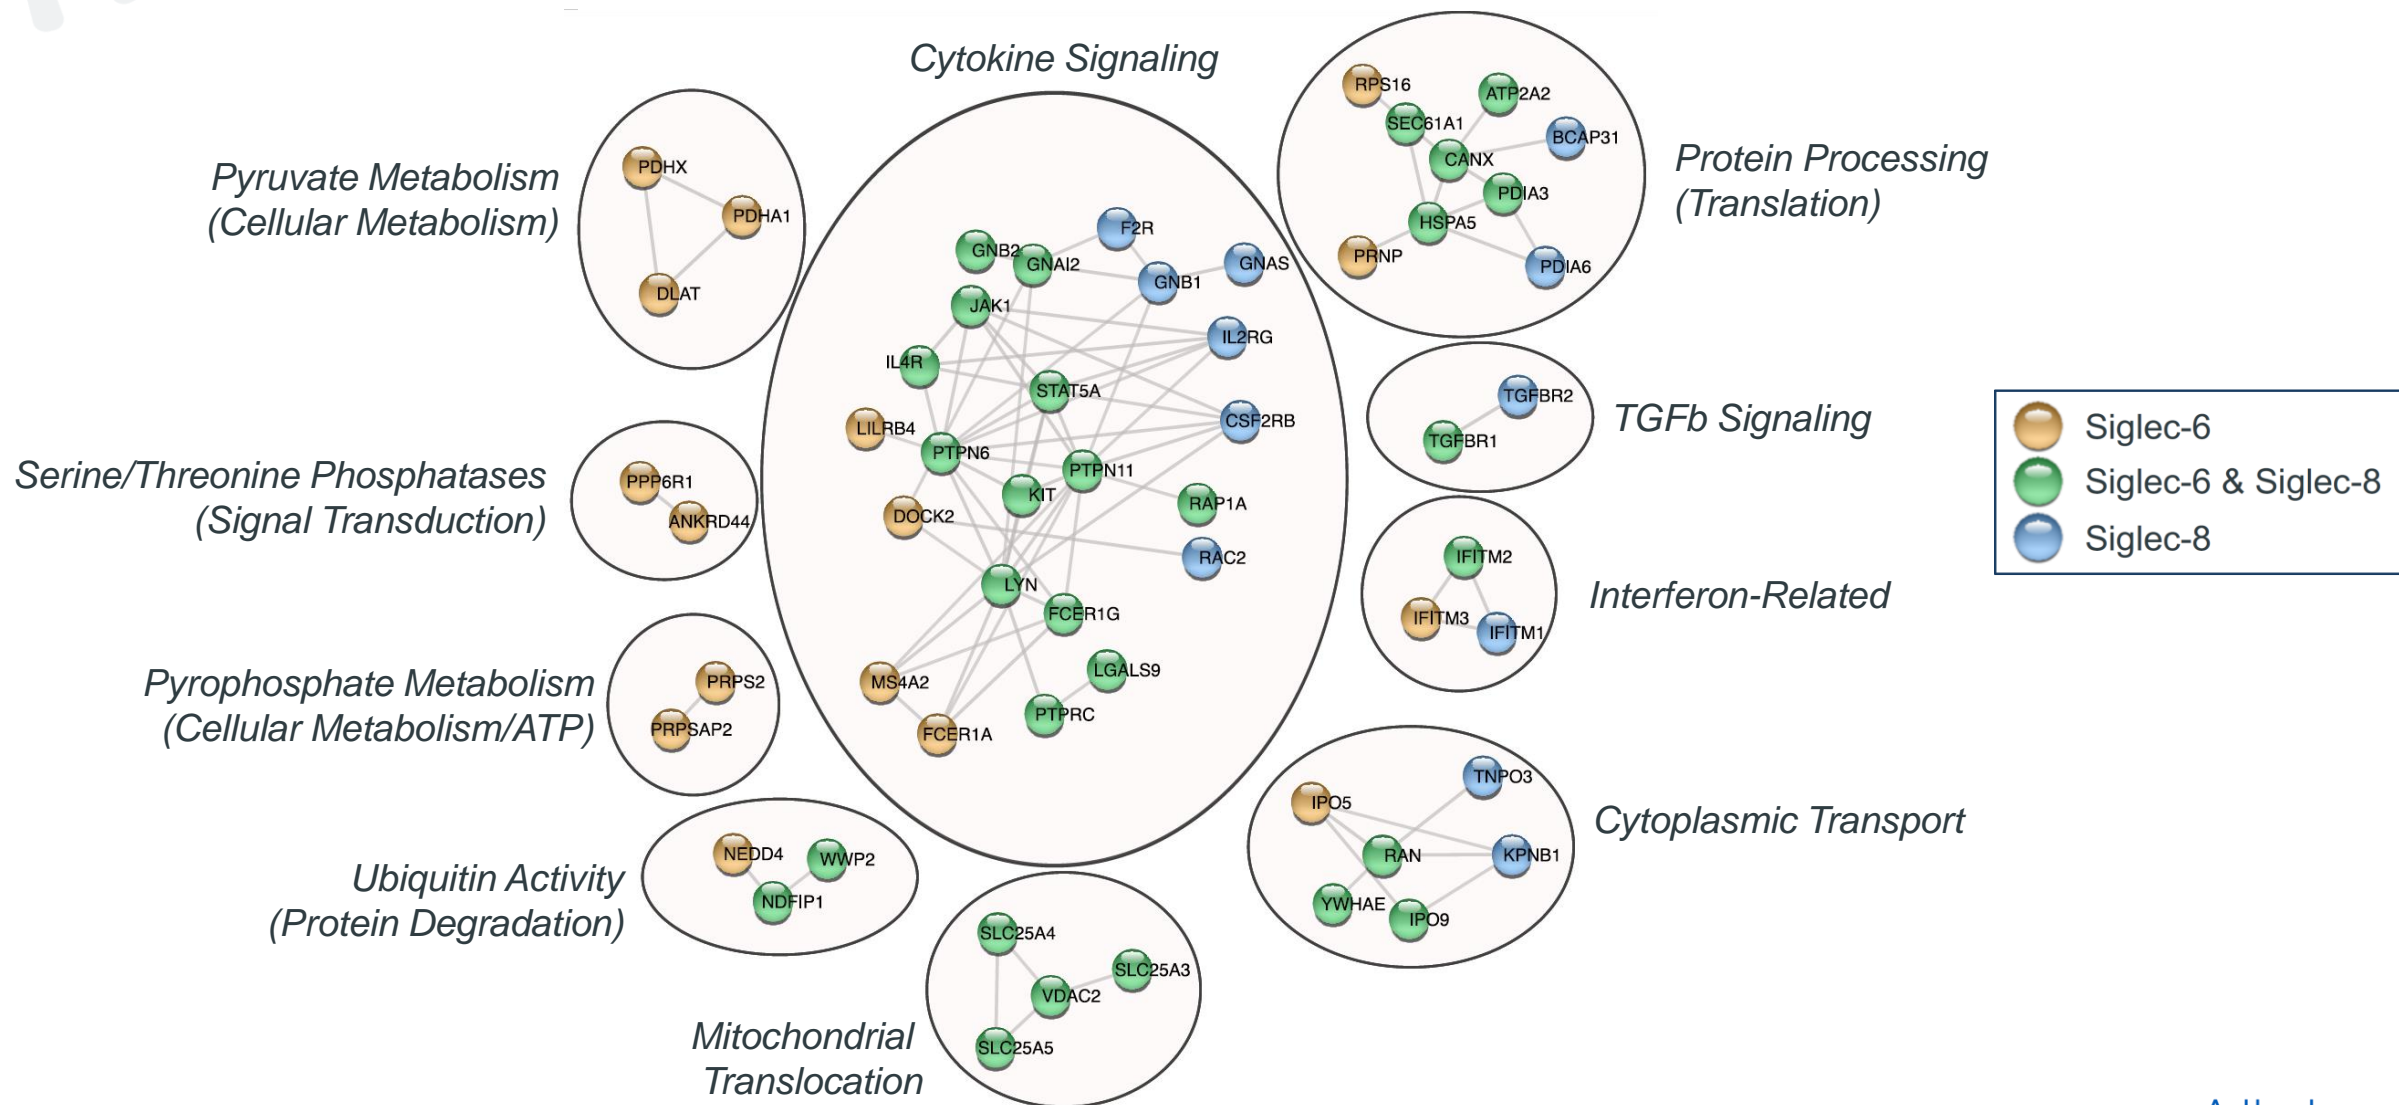 Cytokine Signaling
Pyruvate Metabolism
(Cellular Metabolism)
PDHX
PDHA1
DLAT
Serine/Threonine Phosphatases
(Signal Transduction)
PPP6R1
ANKRD44
Pyrophosphate Metabolism
(Cellular Metabolism/ATP)
PRPS2
PRPSAP2
Ubiquitin Activity
(Protein Degradation)
NEDD4
WWP2
NDFIP1
Mitochondrial
Translocation
SLC25A4
SLC25A3
VDAC2
SLC25A5
F2R
GNB2
GNAI2
GNAS
GNB1
JAK1
IL2RG
IL4R
STAT5A
CSF2RB
LILRB4
PTPN6
PTPN11
KIT
RAP1A
DOCK2
RAC2
LYN
FCER1G
LGALS9
MS4A2
PTPRC
FCER1A
RPS16
ATP2A2
SEC61A1
BCAP31
CANX
PDIA3
HSPA5
PRNP
PDIA6
Protein Processing
(Translation)
TGFBR2
TGFBR1
TGFb Signaling
IFITM2
IFITM3
IFITM1
Interferon-Related
TNPO3
IPO5
RAN
KPNB1
YWHAE
IPO9
Cytoplasmic Transport
Siglec-6
Siglec-6 & Siglec-8
Siglec-8